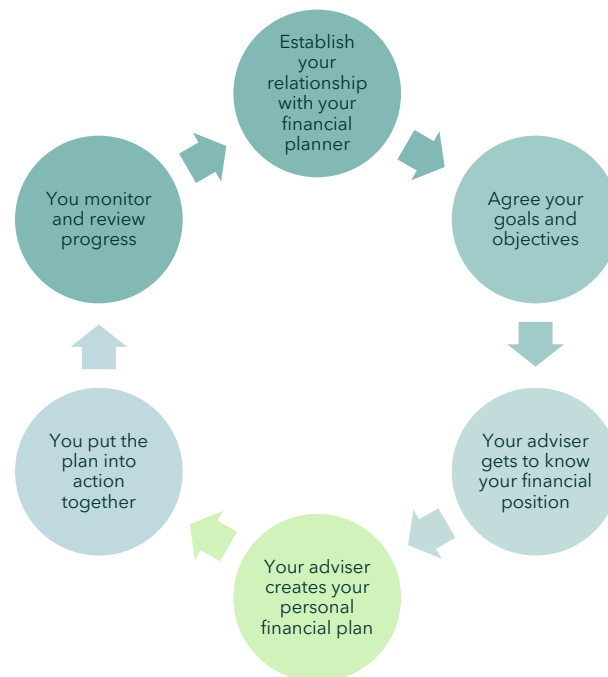 Establish
your
relationship
with your
financial
planner
Agree your
goals and
objectives
Your adviser
gets to know
your financial
position
Your adviser
creates your
personal
financial plan
You put the
plan into
action
together
You monitor
and review
progress